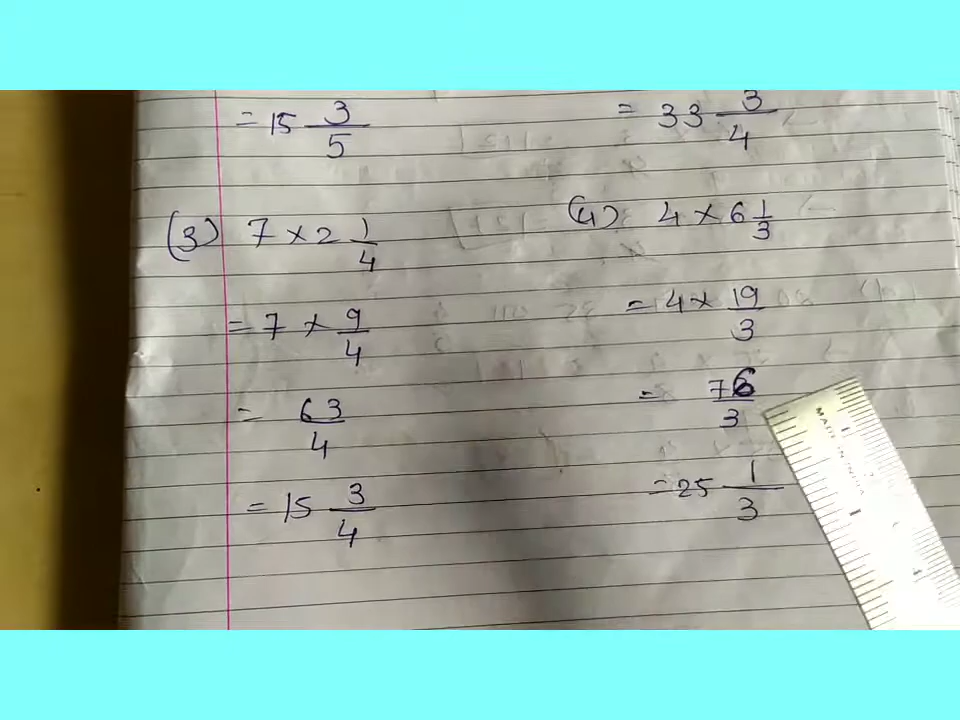 = 15 3/5
= 33 3/4
(3) 7 × 2 1/4
= 7 × 9/4
= 63/4
= 15 3/4
(4) 4 × 6 1/3
= 4 × 19/3
= 76/3
= 25 1/3